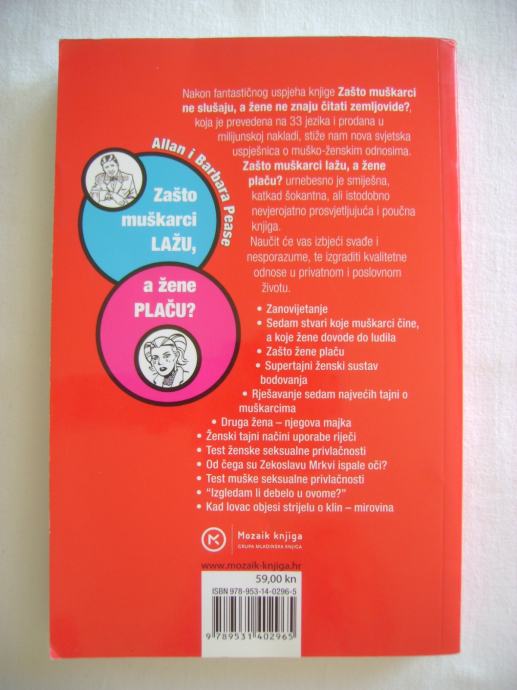 Nakon fantastičnog uspjeha knjige Zašto muškarci
ne slušaju, a žene ne znaju čitati zemljovide?,
koja je prevedena na 33 jezika i prodana u
milijunskoj nakladi, stiže nam nova svjetska
uspješnica o muško-ženskim odnosima.
Zašto muškarci lažu, a žene
plaču? urnebesno je smiješna,
katkad šokantna, ali istodobno
nevjerojatno prosvjetljujuća i poučna
knjiga.
Naučit će vas izbjeći svađe i
nesporazume, te izgraditi kvalitetne
odnose u privatnom i poslovnom
životu.
Allan i Barbara Pease
Zašto
muškarci
LAŽU,
a žene
PLAČU?
• Zanovijetanje
• Sedam stvari koje muškarci čine,
a koje žene dovode do ludila
• Zašto žene plaču
• Supertajni ženski sustav
bodovanja
• Rješavanje sedam najvećih tajni o
muškarcima
• Druga žena – njegova majka
• Ženski tajni načini uporabe riječi
• Test ženske seksualne privlačnosti
• Od čega su Zekoslavu Mrkvi ispale oči?
• Test muške seksualne privlačnosti
• “Izgledam li debelo u ovome?”
• Kad lovac objesi strijelu o klin – mirovina
Mozaik knjiga
GRUPA MLADINSKA KNJIGA
www.mozaik-knjiga.hr
59,00 kn
ISBN 978-953-14-0296-5
9 789531 402965